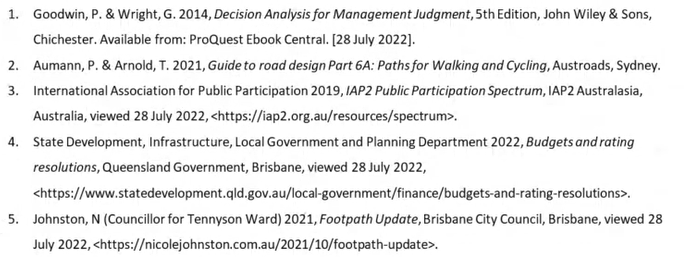 1. Goodwin, P. & Wright, G. 2014, Decision Analysis for Management Judgment, 5th Edition, John Wiley & Sons,
Chichester. Available from: ProQuest Ebook Central. [28 July 2022].
2. Aumann, P. & Arnold, T. 2021, Guide to road design Part 6A: Paths for Walking and Cycling, Austroads, Sydney.
3. International Association for Public Participation 2019, IAP2 Public Participation Spectrum, IAP2 Australasia,
Australia, viewed 28 July 2022, <https://iap2.org.au/resources/spectrum>.
4. State Development, Infrastructure, Local Government and Planning Department 2022, Budgets and rating
resolutions, Queensland Government, Brisbane, viewed 28 July 2022,
<https://www.statedevelopment.qld.gov.au/local-government/finance/budgets-and-rating-resolutions>.
5. Johnston, N (Councillor for Tennyson Ward) 2021, Footpath Update, Brisbane City Council, Brisbane, viewed 28
July 2022, <https://nicolejohnston.com.au/2021/10/footpath-update>.